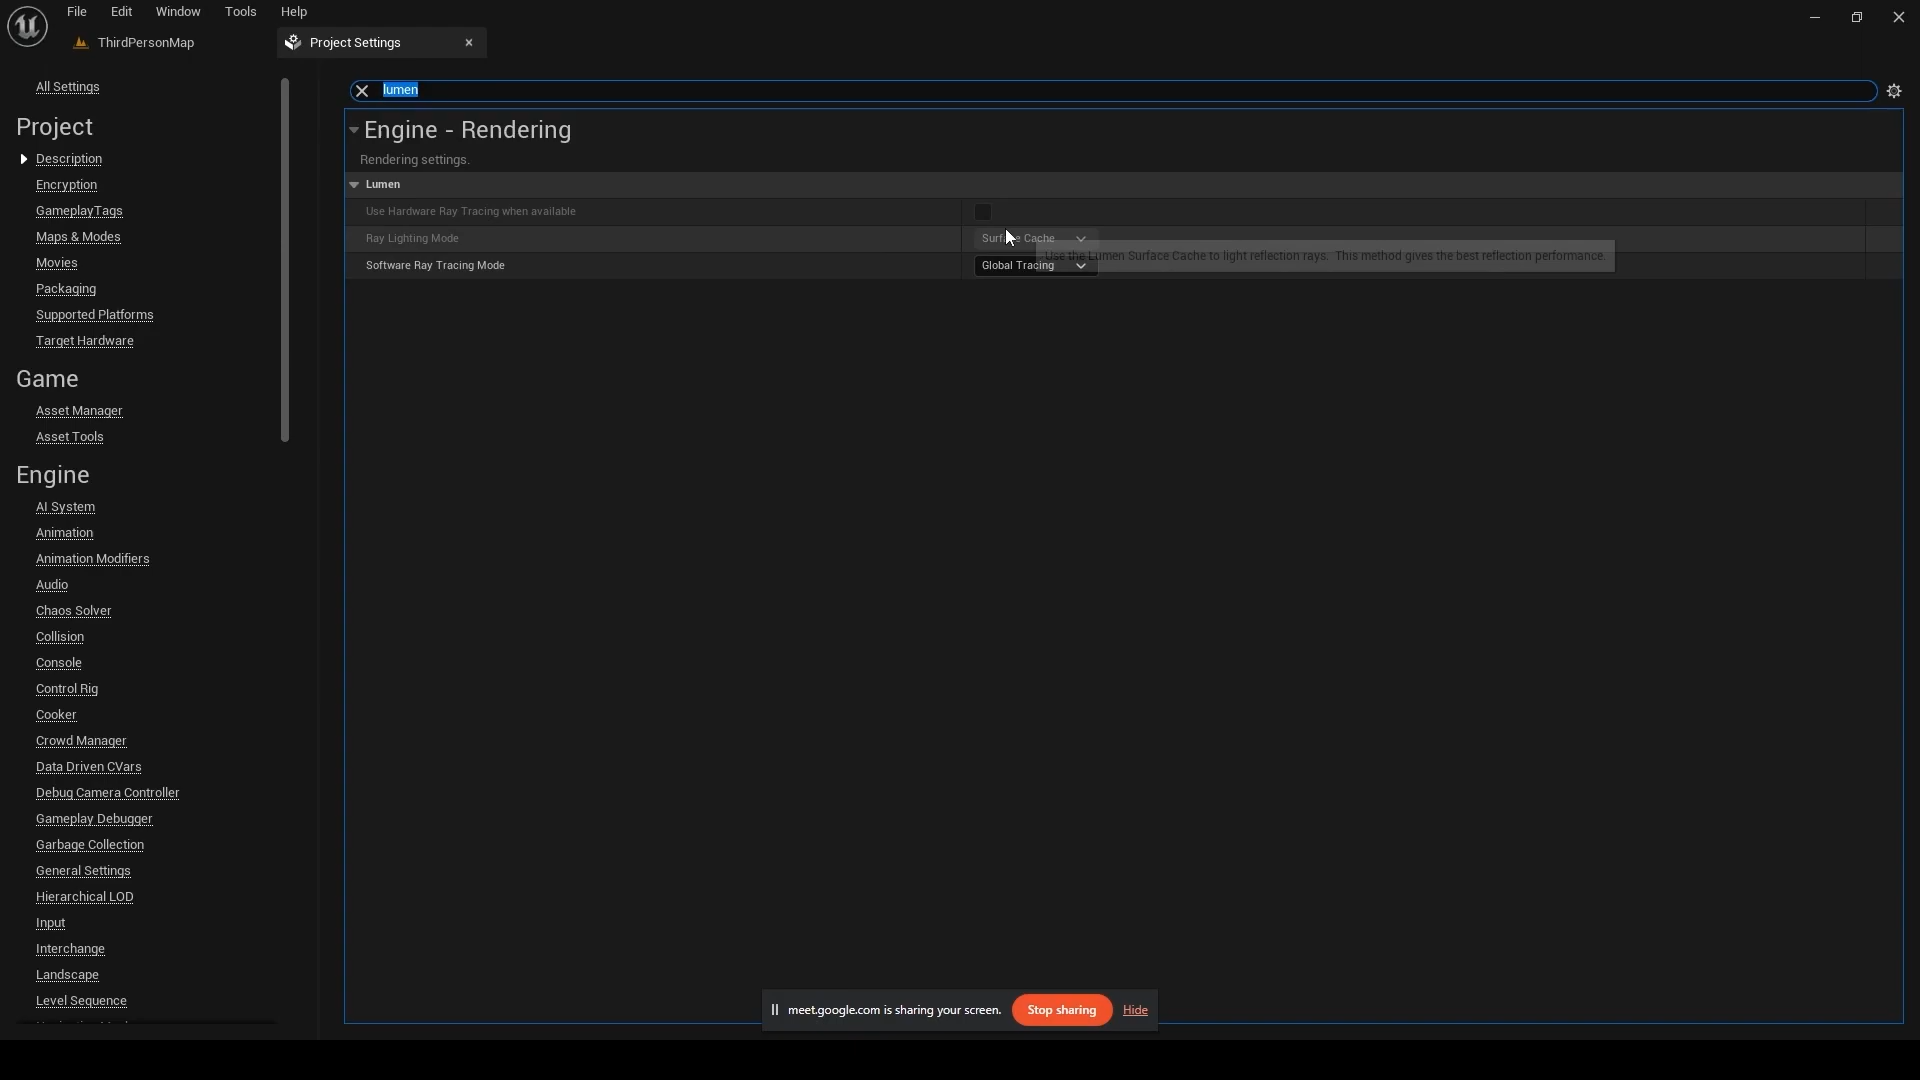 File Edit Window Tools Help
ThirdPersonMap
Project Settings
All Settings
Project
Description
Encryption
GameplayTags
Maps & Modes
Movies
Packaging
Supported Platforms
Target Hardware
Game
Asset Manager
Asset Tools
Engine
AI System
Animation
Animation Modifiers
Audio
Chaos Solver
Collision
Console
Control Rig
Cooker
Crowd Manager
Data Driven CVars
Debug Camera Controller
Gameplay Debugger
Garbage Collection
General Settings
Hierarchical LOD
Input
Interchange
Landscape
Level Sequence
lumen
Engine - Rendering
Rendering settings.
Lumen
Use Hardware Ray Tracing when available
Ray Lighting Mode Surface Cache
Use the Lumen Surface Cache to light reflection rays. This method gives the best reflection performance.
Software Ray Tracing Mode Global Tracing
meet.google.com is sharing your screen. Stop sharing Hide